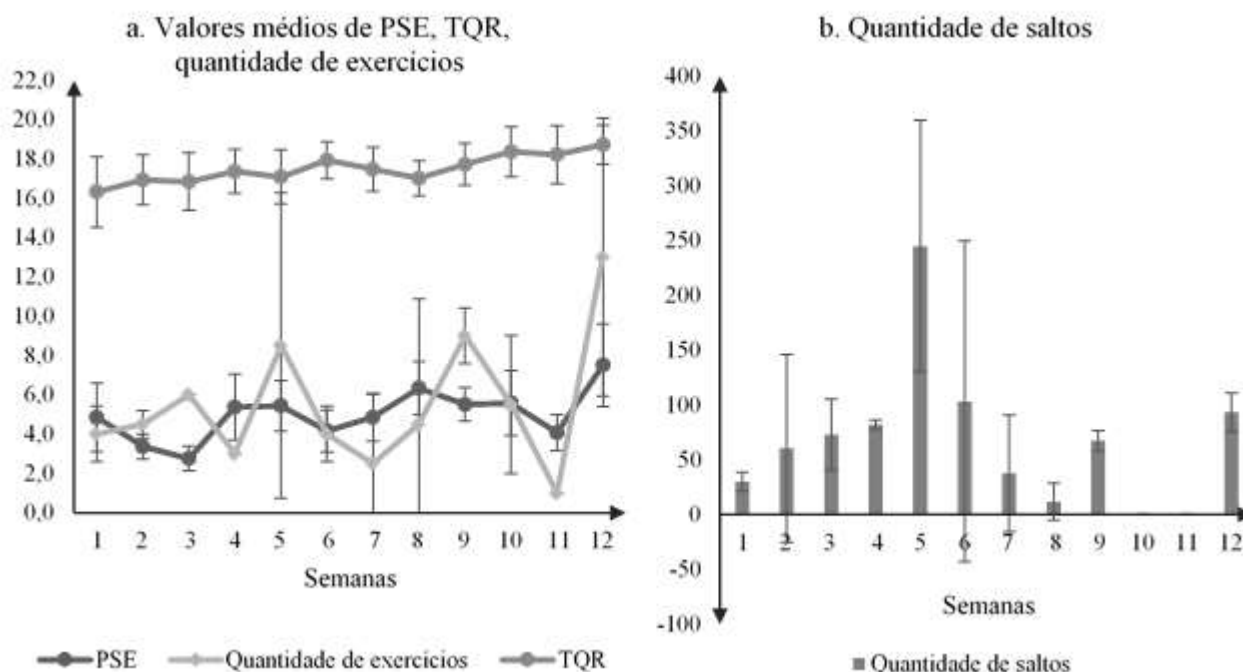 a. Valores médios de PSE, TQR,
quantidade de exercícios
22,0
20,0
18,0
16,0
14,0
12,0
10,0
8,0
6,0
4,0
2,0
0,0
1 2 3 4 5 6 7 8 9 10 11 12
Semanas
PSE Quantidade de exercícios TQR
b. Quantidade de saltos
400
350
300
250
200
150
100
50
0
-50
-100
1 2 3 4 5 6 7 8 9 10 11 12
Semanas
Quantidade de saltos